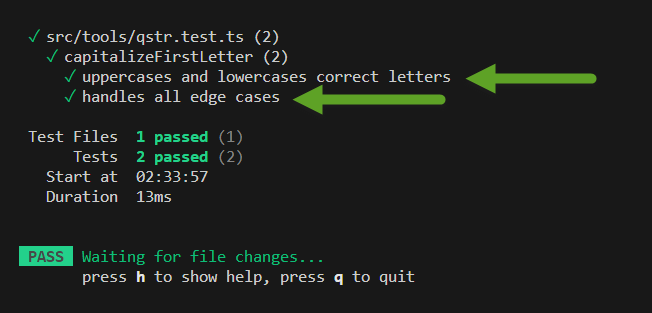 ✓ src/tools/qstr.test.ts (2)
✓ capitalizeFirstLetter (2)
✓ uppercases and lowercases correct letters
✓ handles all edge cases
Test Files 1 passed (1)
Tests 2 passed (2)
Start at 02:33:57
Duration 13ms
PASS Waiting for file changes...
press h to show help, press q to quit